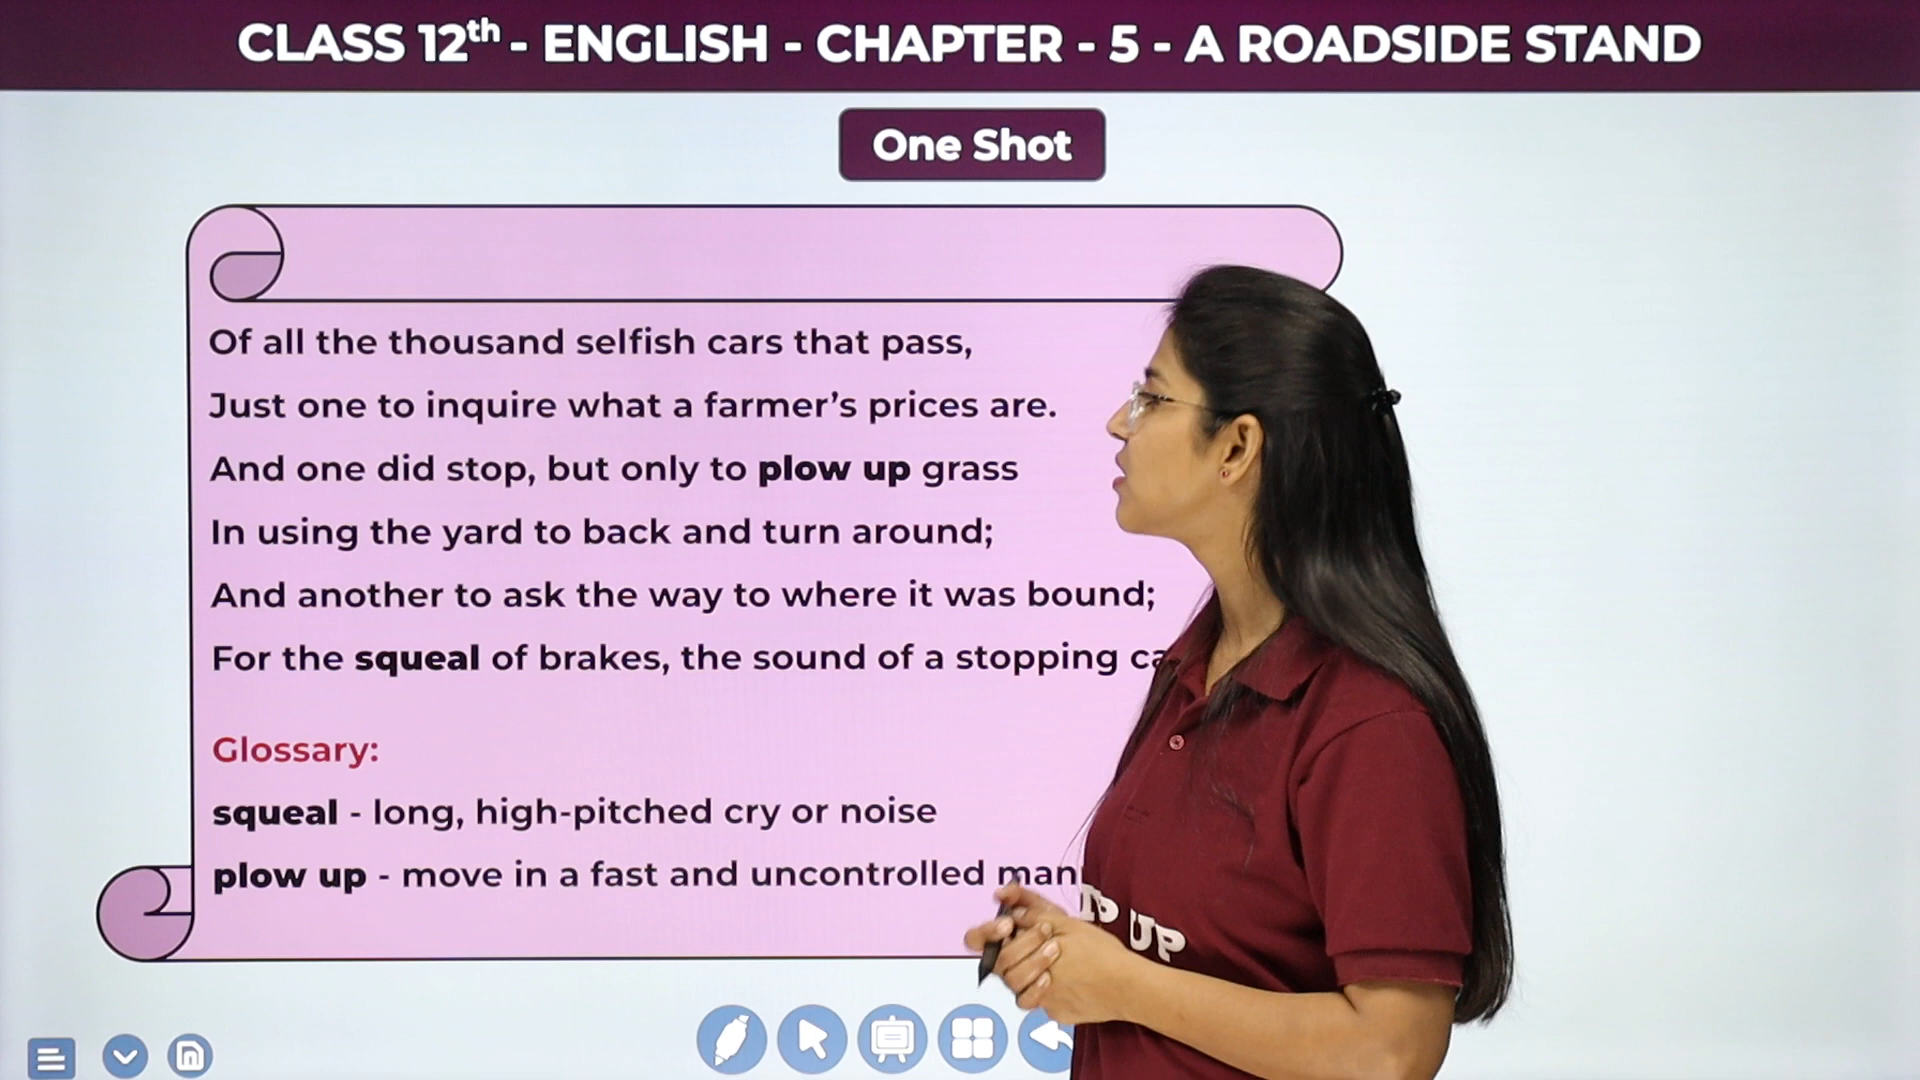 CLASS 12th - ENGLISH - CHAPTER - 5 - A ROADSIDE STAND
One Shot
Of all the thousand selfish cars that pass,
Just one to inquire what a farmer’s prices are.
And one did stop, but only to plow up grass
In using the yard to back and turn around;
And another to ask the way to where it was bound;
For the squeal of brakes, the sound of a stopping
Glossary:
squeal - long, high-pitched cry or noise
plow up - move in a fast and uncontrolled
UP